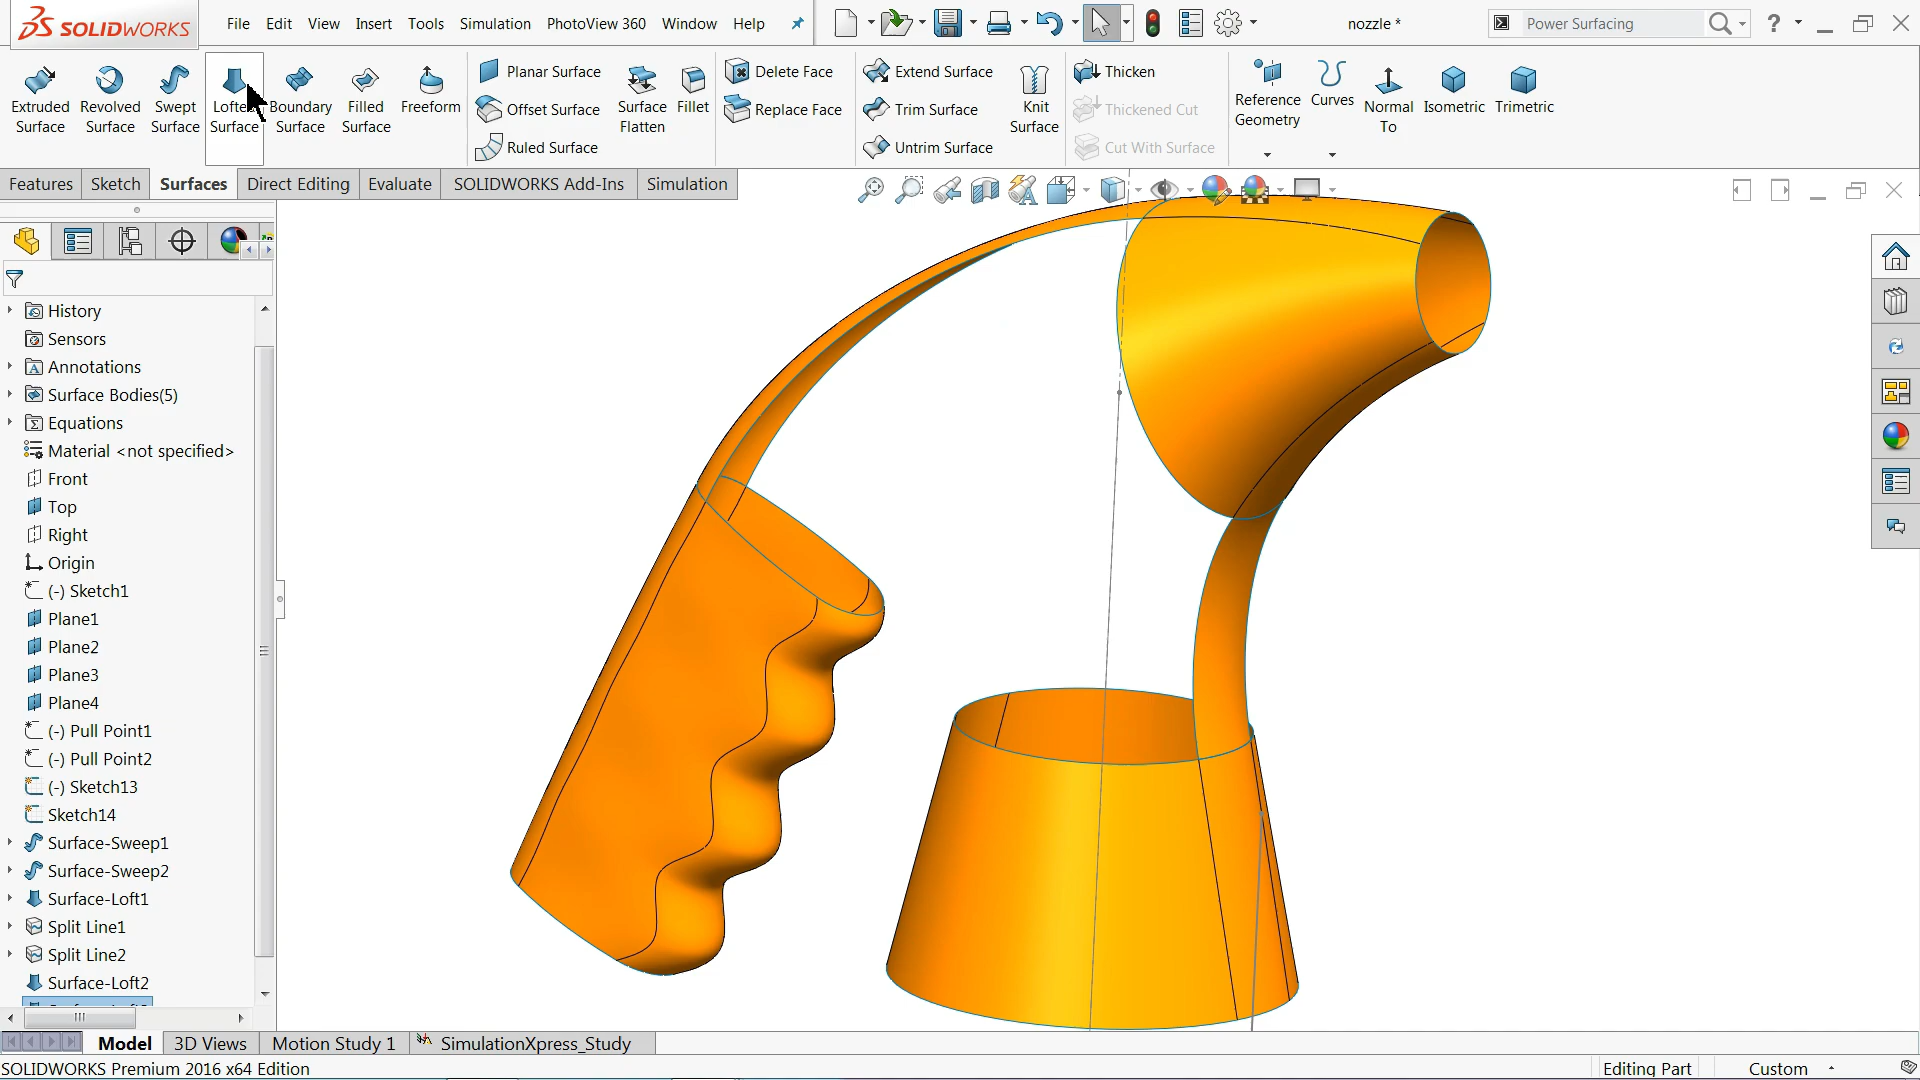 SOLIDWORKS File Edit View Insert Tools Simulation PhotoView 360 Window Help nozzle * Power Surfacing ?
Extruded Surface
Revolved Surface
Swept Surface
Surface
Boundary Surface
Filled Surface
Freeform
Planar Surface
Offset Surface
Ruled Surface
Surface Flatten
Fillet
Delete Face
Replace Face
Extend Surface
Trim Surface
Untrim Surface
Knit Surface
Thicken
Thickened Cut
Cut With Surface
Reference Geometry
Curves
Normal To
Isometric
Trimetric
Features Sketch Surfaces Direct Editing Evaluate SOLIDWORKS Add-Ins Simulation
History
Sensors
Annotations
Surface Bodies(5)
Equations
Material <not specified>
Front
Top
Right
Origin
(-) Sketch1
Plane1
Plane2
Plane3
Plane4
(-) Pull Point1
(-) Pull Point2
(-) Sketch13
Sketch14
Surface-Sweep1
Surface-Sweep2
Surface-Loft1
Split Line1
Split Line2
Surface-Loft2
Model 3D Views Motion Study 1 SimulationXpress_Study
SOLIDWORKS Premium 2016 x64 Edition Editing Part Custom